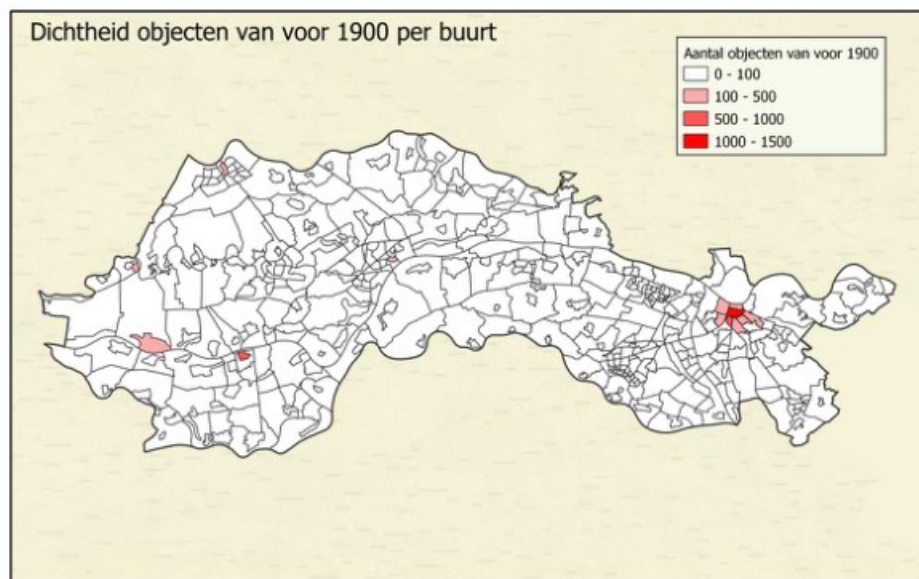 Dichtheid objecten van voor 1900 per buurt
Aantal objecten van voor 1900
0 - 100
100 - 500
500 - 1000
1000 - 1500